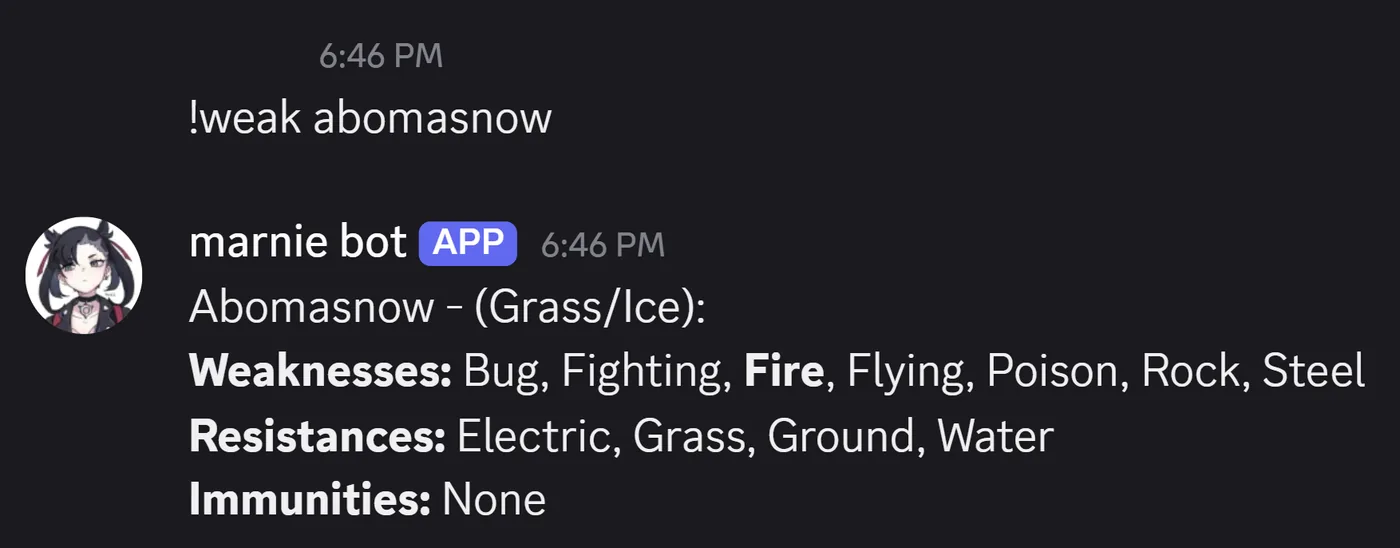 6:46 PM
!weak abomasnow
marnie bot APP 6:46 PM
Abomasnow - (Grass/Ice):
Weaknesses: Bug, Fighting, Fire, Flying, Poison, Rock, Steel
Resistances: Electric, Grass, Ground, Water
Immunities: None